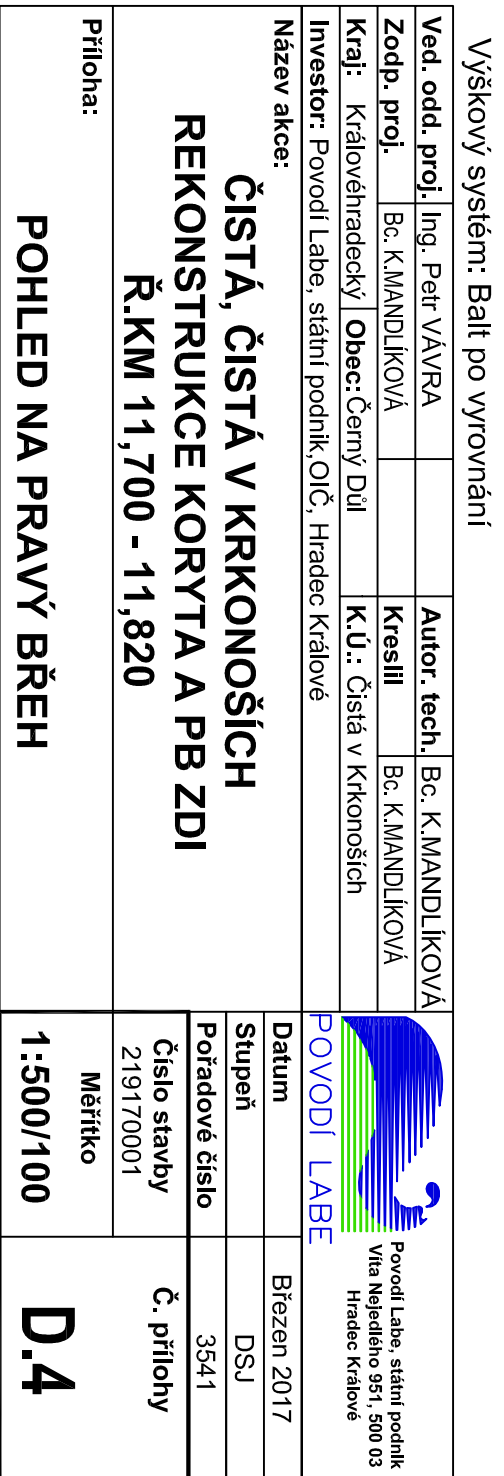 Výškový systém: Balt po vyrovnání
Ved. odd. proj. Ing. Petr VÁVRA Autor. tech. Bc. K.MANDLÍKOVÁ
Zodp. proj. Bc. K.MANDLÍKOVÁ Kreslil Bc. K.MANDLÍKOVÁ
Kraj: Královéhradecký Obec: Černý Důl K.Ú.: Čistá v Krkonoších
Investor: Povodí Labe, státní podnik,OIČ, Hradec Králové
POVODÍ LABE
Povodí Labe, státní podnik
Víta Nejedlého 951, 500 03
Hradec Králové
Název akce:
ČISTÁ, ČISTÁ V KRKONOŠÍCH
REKONSTRUKCE KORYTA A PB ZDI
Ř.KM 11,700 - 11,820
Datum Březen 2017
Stupeň DSJ
Pořadové číslo 3541
Číslo stavby
219170001
Č. přílohy
Příloha:
POHLED NA PRAVÝ BŘEH
Měřítko
1:500/100
D.4